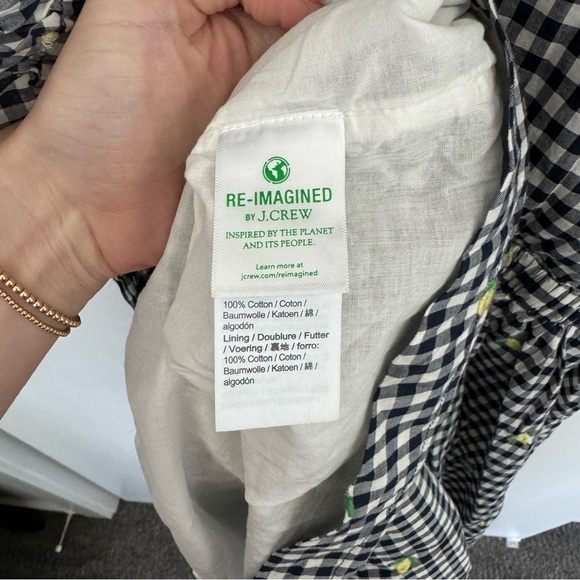 RE-IMAGINED
BY J.CREW
INSPIRED BY THE PLANET
AND ITS PEOPLE.
Learn more at
jcrew.com/reimagined
100% Cotton / Coton /
Baumwolle / Katoen / 綿 /
algodón
Lining / Doublure / Futter
/ Voering / 裏地 / forro:
100% Cotton / Coton /
Baumwolle / Katoen / 綿 /
algodón